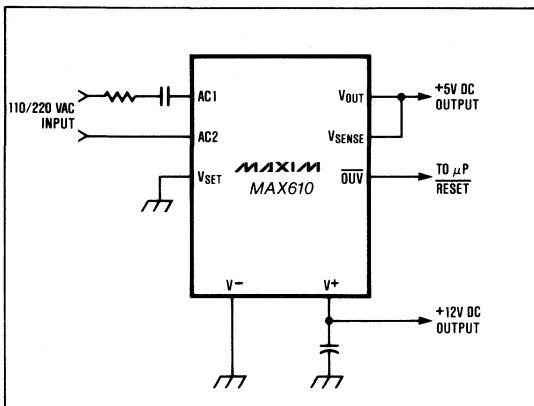 110/220 VAC
INPUT
AC1
AC2
VSET
MAXIM
MAX610
VOUT
VSENSE
OUV
V-
V+
+5V DC
OUTPUT
TO µP
RESET
+12V DC
OUTPUT